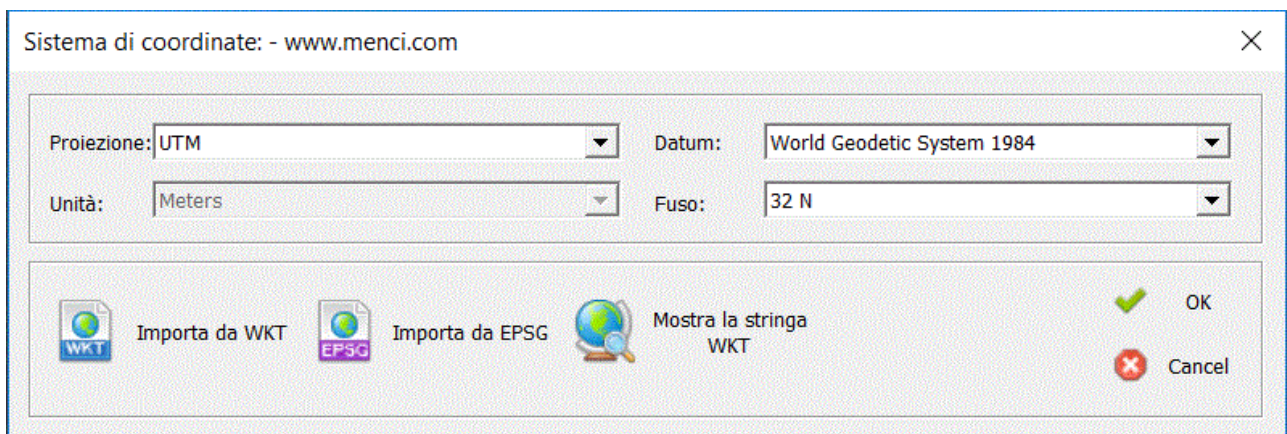 Sistema di coordinate: - www.menci.com
Proiezione: UTM
Datum: World Geodetic System 1984
Unità: Meters
Fuso: 32 N
WKT
Importa da WKT
EPSG
Importa da EPSG
Mostra la stringa
WKT
OK
Cancel